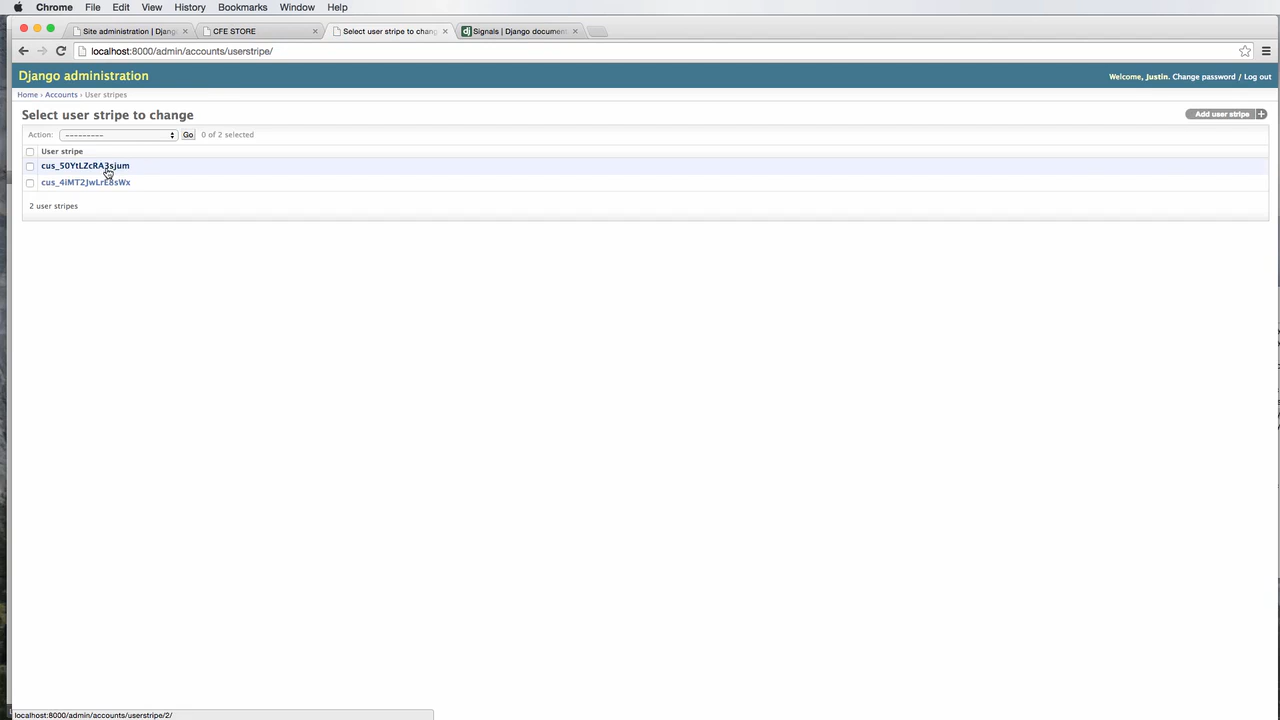 Chrome File Edit View History Bookmarks Window Help
Site administration | Djang CFE STORE Select user stripe to chang Signals | Django documen
localhost:8000/admin/accounts/userstripe/
Django administration
Welcome, Justin. Change password / Log out
Home › Accounts › User stripes
Select user stripe to change
Add user stripe +
Action: --------- Go 0 of 2 selected
User stripe
cus_50YtLZcRA3sjum
cus_4iMT2JwLrE8sWx
2 user stripes
localhost:8000/admin/accounts/userstripe/2/